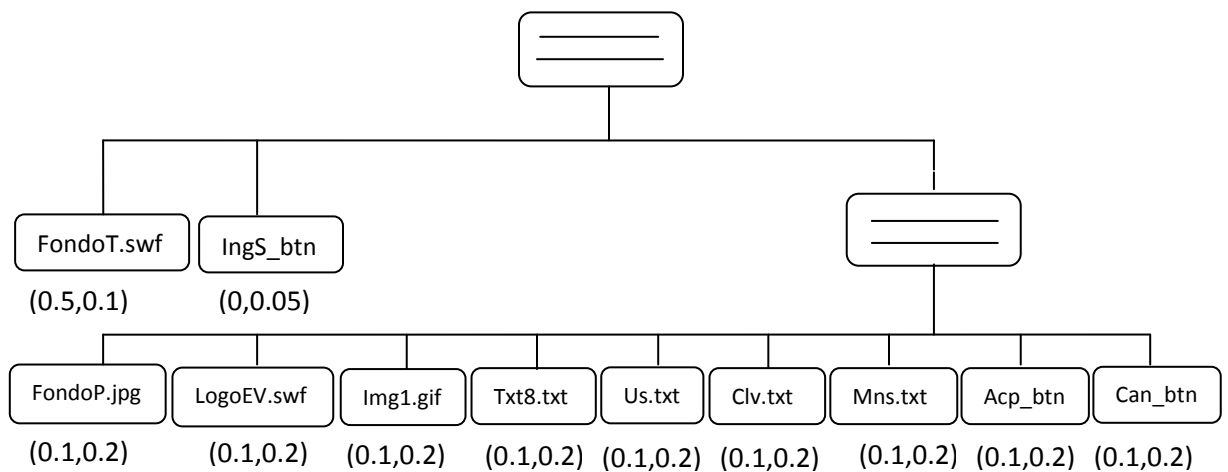 FondoT.swf
IngS_btn
(0.5,0.1)
(0,0.05)
FondoP.jpg
LogoEV.swf
Img1.gif
Txt8.txt
Us.txt
Clv.txt
Mns.txt
Acp_btn
Can_btn
(0.1,0.2)
(0.1,0.2)
(0.1,0.2)
(0.1,0.2)
(0.1,0.2)
(0.1,0.2)
(0.1,0.2)
(0.1,0.2)
(0.1,0.2)